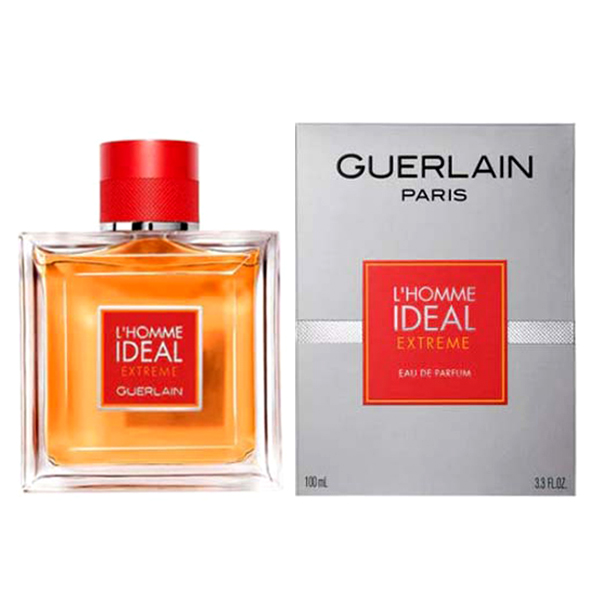 L'HOMME
IDEAL
EXTREME
GUERLAIN
GUERLAIN
PARIS
L'HOMME
IDEAL
EXTREME
EAU DE PARFUM
100 mL
3.3 FL.OZ.